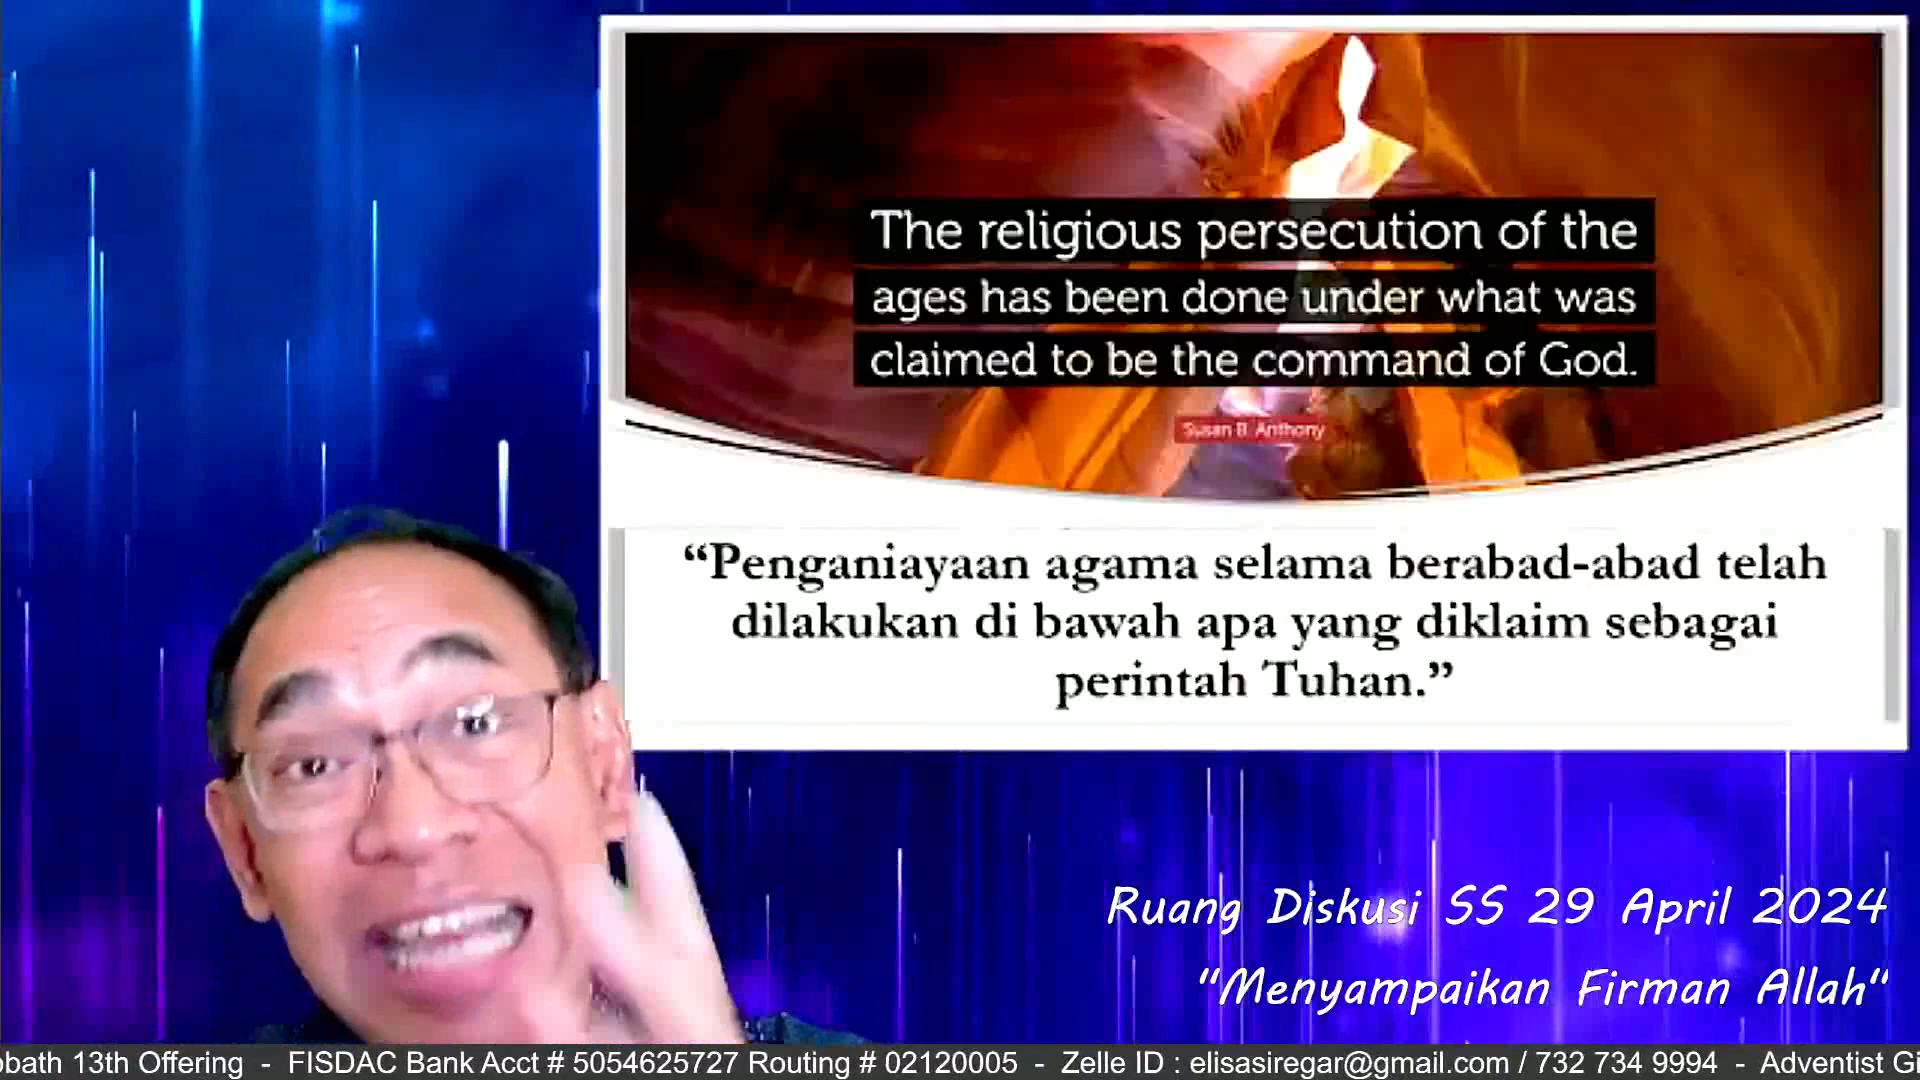 The religious persecution of the
ages has been done under what was
claimed to be the command of God.
Susan B. Anthony
“Penganiayaan agama selama berabad-abad telah
dilakukan di bawah apa yang diklaim sebagai
perintah Tuhan.”
Ruang Diskusi SS 29 April 2024
"Menyampaikan Firman Allah"
bbath 13th Offering - FISDAC Bank Acct # 5054625727 Routing # 02120005 - Zelle ID : elisasiregar@gmail.com / 732 734 9994 - Adventist Gi